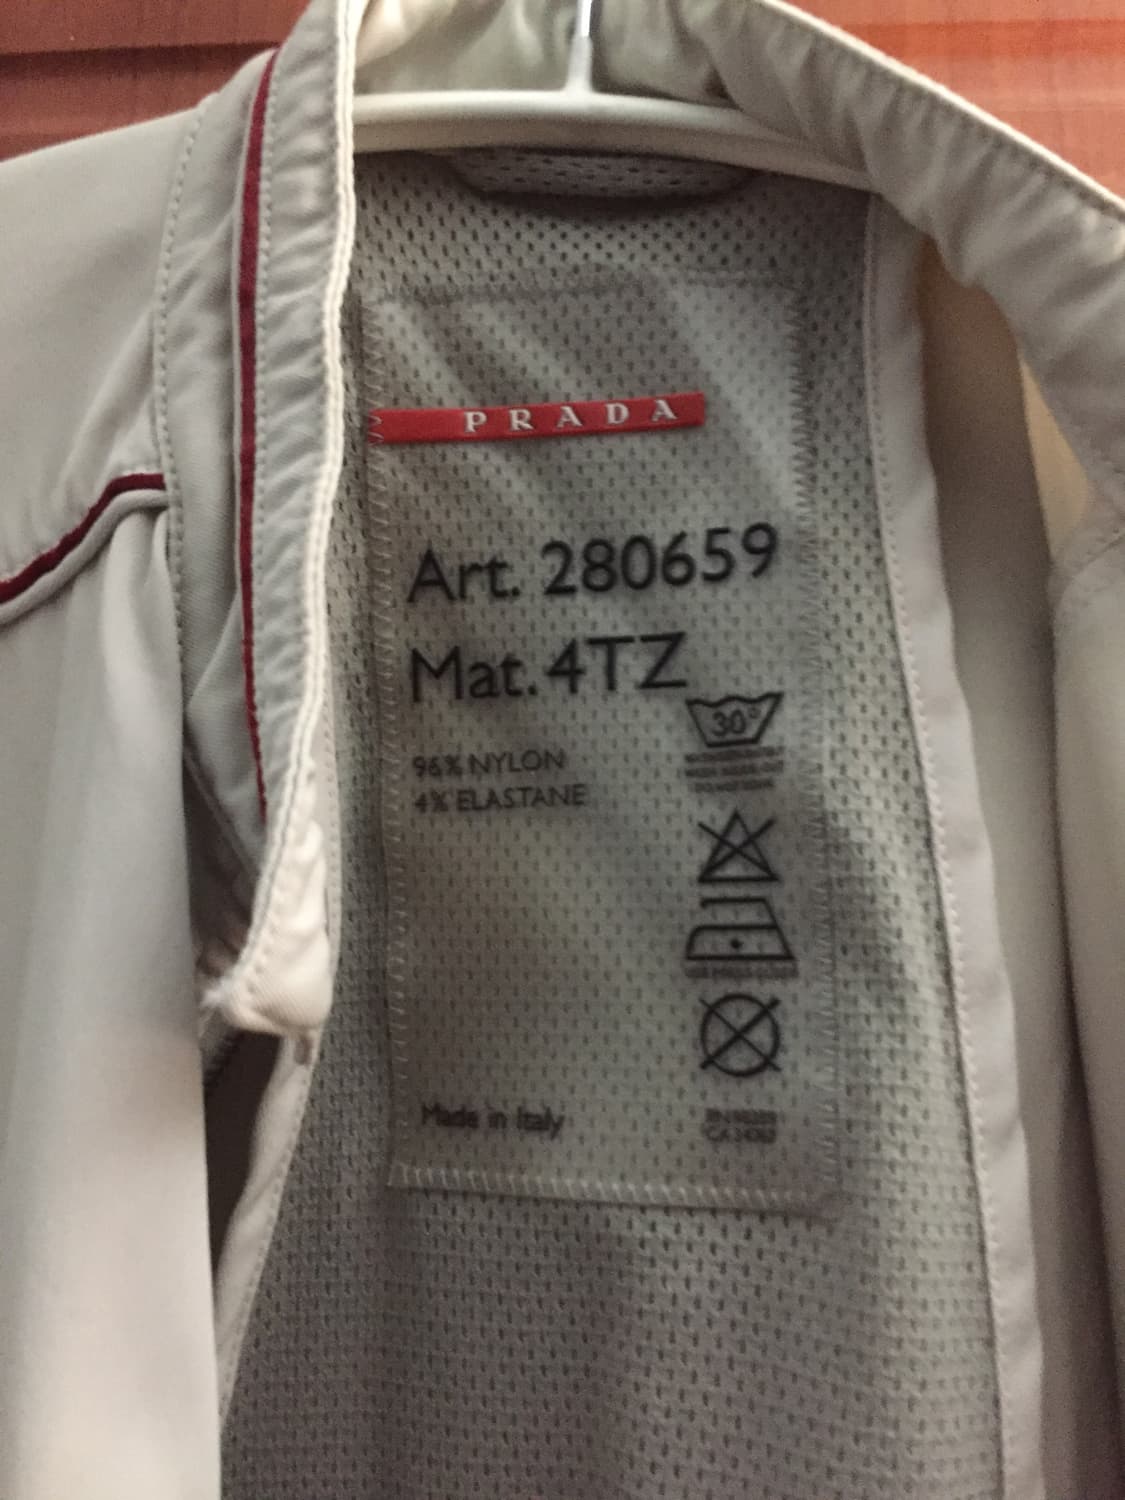 PRADA
Art. 280659
Mat. 4TZ
30°
96% NYLON
4% ELASTANE
Made in Italy